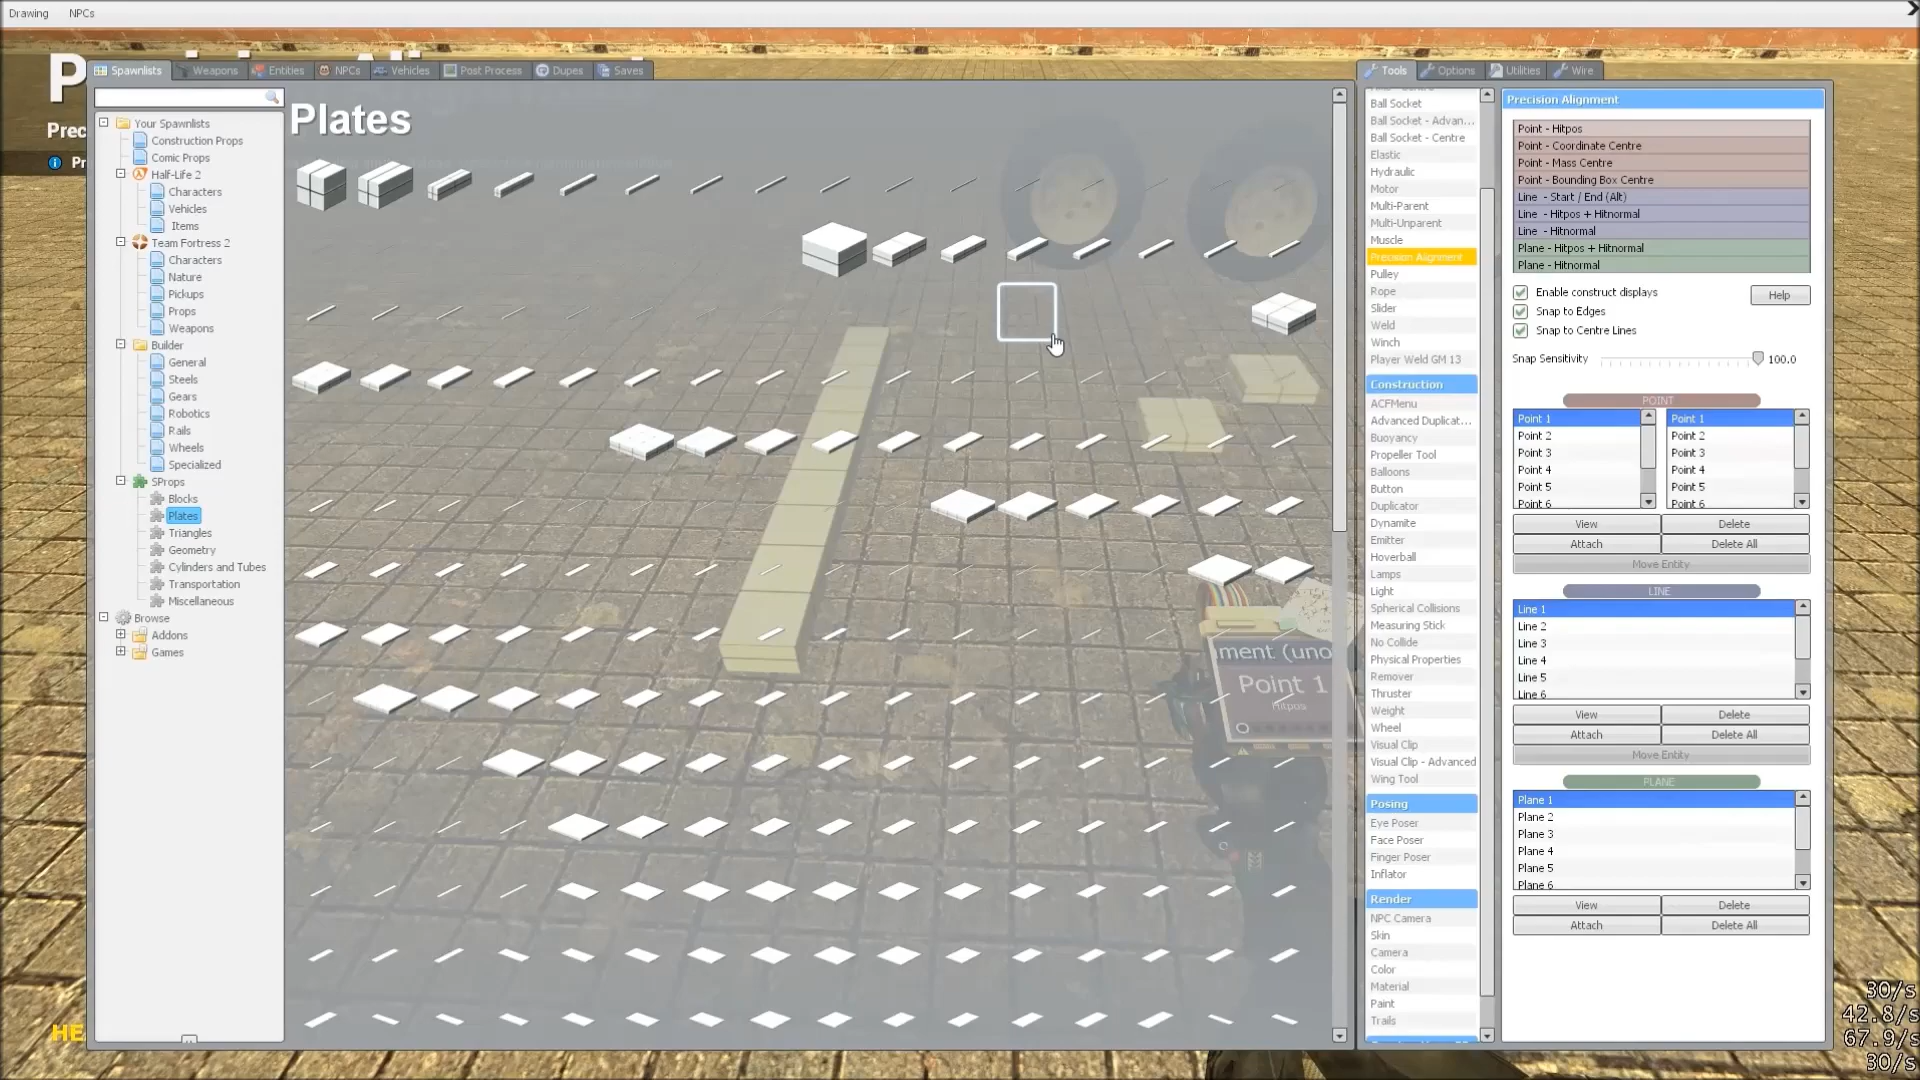 Drawing NPCs
P
Prec
Pr
Spawnlists Weapons Entities NPCs Vehicles Post Process Dupes Saves
Your Spawnlists
Construction Props
Comic Props
Half-Life 2
Characters
Vehicles
Items
Team Fortress 2
Characters
Nature
Pickups
Props
Weapons
Builder
General
Steels
Gears
Robotics
Rails
Wheels
Specialized
SProps
Blocks
Plates
Triangles
Geometry
Cylinders and Tubes
Transportation
Miscellaneous
Browse
Addons
Games
HE
Plates
ment (uno
Point 1
Hitpos
Tools Options Utilities Wire
Ball Socket
Ball Socket - Advan...
Ball Socket - Centre
Elastic
Hydraulic
Motor
Multi-Parent
Multi-Unparent
Muscle
Precision Alignment
Pulley
Rope
Slider
Weld
Winch
Player Weld GM 13
Construction
ACFMenu
Advanced Duplicat...
Buoyancy
Propeller Tool
Balloons
Button
Duplicator
Dynamite
Emitter
Hoverball
Lamps
Light
Spherical Collisions
Measuring Stick
No Collide
Physical Properties
Remover
Thruster
Weight
Wheel
Visual Clip
Visual Clip - Advanced
Wing Tool
Posing
Eye Poser
Face Poser
Finger Poser
Inflator
Render
NPC Camera
Skin
Camera
Color
Material
Paint
Trails
Precision Alignment
Point - Hitpos
Point - Coordinate Centre
Point - Mass Centre
Point - Bounding Box Centre
Line - Start / End (Alt)
Line - Hitpos + Hitnormal
Line - Hitnormal
Plane - Hitpos + Hitnormal
Plane - Hitnormal
Enable construct displays Help
Snap to Edges
Snap to Centre Lines
Snap Sensitivity 100.0
POINT
Point 1 Point 1
Point 2 Point 2
Point 3 Point 3
Point 4 Point 4
Point 5 Point 5
Point 6 Point 6
View Delete
Attach Delete All
Move Entity
LINE
Line 1
Line 2
Line 3
Line 4
Line 5
Line 6
View Delete
Attach Delete All
Move Entity
PLANE
Plane 1
Plane 2
Plane 3
Plane 4
Plane 5
Plane 6
View Delete
Attach Delete All
30/s
42.8/s
67.9/s
30/s